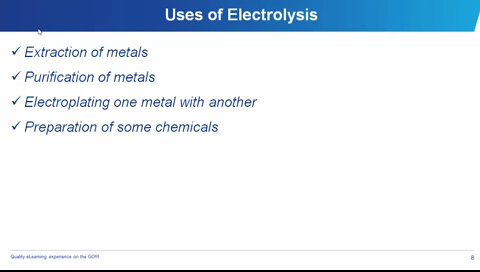 Uses of Electrolysis
✓ Extraction of metals
✓ Purification of metals
✓ Electroplating one metal with another
✓ Preparation of some chemicals
Quality eLearning experience on the GO!!!
8